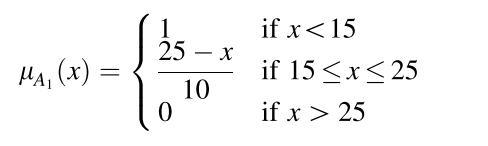 μ_{A_1}(x) = { 1 if x < 15
(25 − x)/10 if 15 ≤ x ≤ 25
0 if x > 25